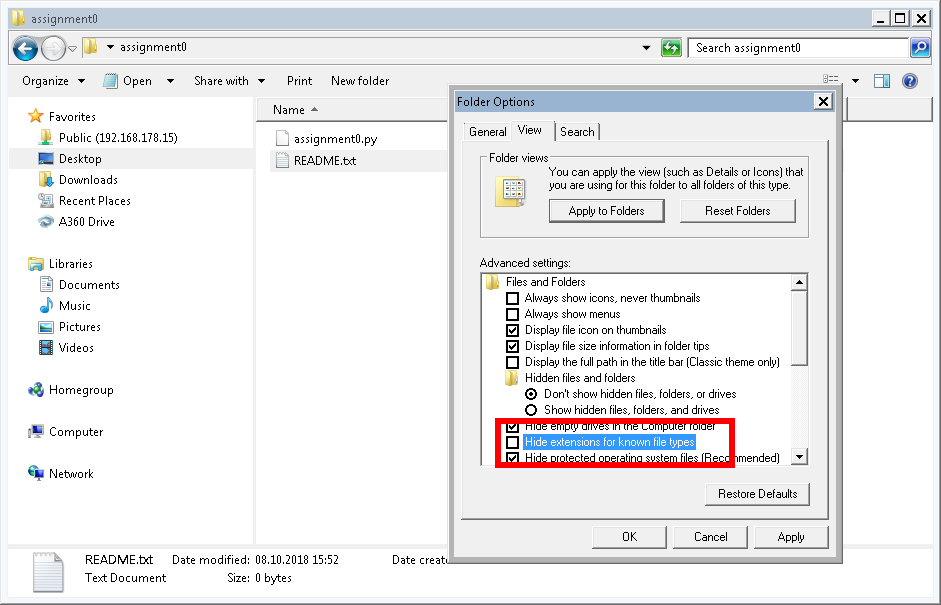 assignment0
assignment0
Search assignment0
Organize Open Share with Print New folder
Favorites
Public (192.168.178.15)
Desktop
Downloads
Recent Places
A360 Drive
Libraries
Documents
Music
Pictures
Videos
Homegroup
Computer
Network
Name
assignment0.py
README.txt
Folder Options
General View Search
Folder views
You can apply the view (such as Details or Icons) that
you are using for this folder to all folders of this type.
Apply to Folders Reset Folders
Advanced settings:
Files and Folders
Always show icons, never thumbnails
Always show menus
Display file icon on thumbnails
Display file size information in folder tips
Display the full path in the title bar (Classic theme only)
Hidden files and folders
Don't show hidden files, folders, or drives
Show hidden files, folders, and drives
Hide empty drives in the Computer folder
Hide extensions for known file types
Hide protected operating system files (Recommended)
Restore Defaults
OK Cancel Apply
README.txt Date modified: 08.10.2018 15:52 Date create
Text Document Size: 0 bytes